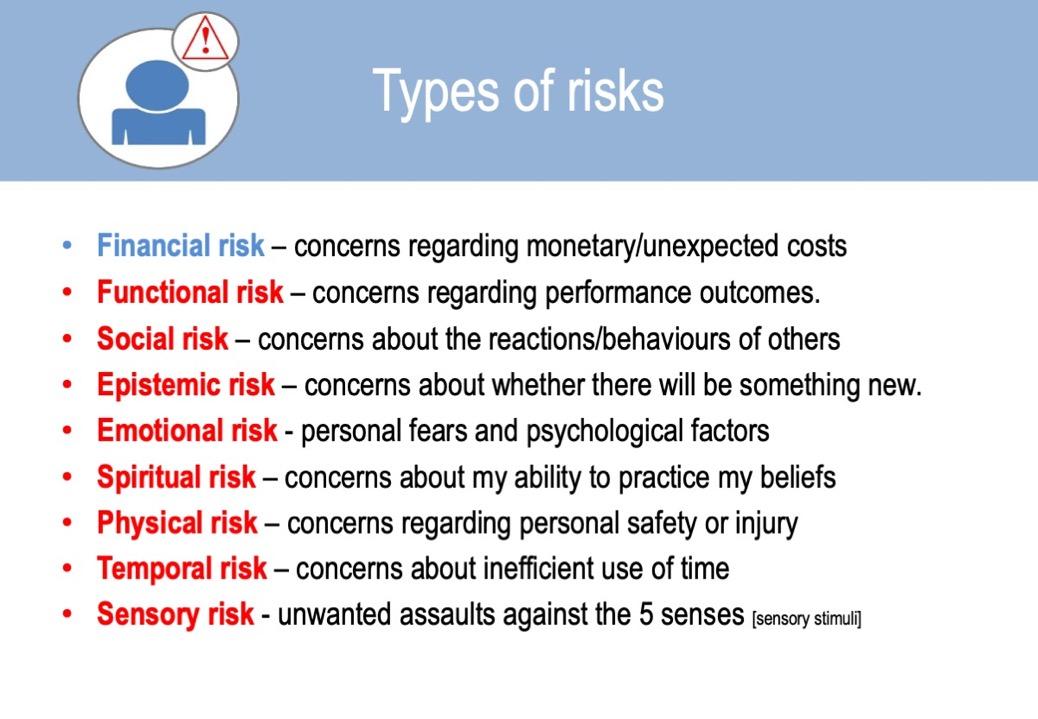 Types of risks
• Financial risk – concerns regarding monetary/unexpected costs
• Functional risk – concerns regarding performance outcomes.
• Social risk – concerns about the reactions/behaviours of others
• Epistemic risk – concerns about whether there will be something new.
• Emotional risk - personal fears and psychological factors
• Spiritual risk – concerns about my ability to practice my beliefs
• Physical risk – concerns regarding personal safety or injury
• Temporal risk – concerns about inefficient use of time
• Sensory risk - unwanted assaults against the 5 senses [sensory stimuli]